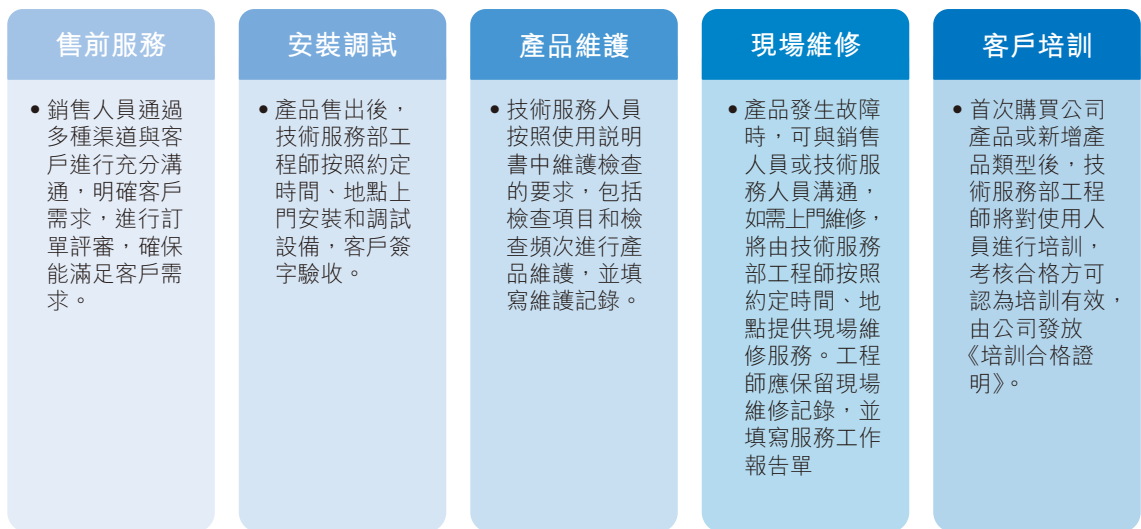 售前服務
• 銷售人員通過
多種渠道與客
戶進行充分溝
通，明確客戶
需求，進行訂
單評審，確保
能滿足客戶需
求。
安裝調試
• 產品售出後，
技術服務部工
程師按照約定
時間、地點上
門安裝和調試
設備，客戶簽
字驗收。
產品維護
• 技術服務人員
按照使用説明
書中維護檢查
的要求，包括
檢查項目和檢
查頻次進行產
品維護，並填
寫維護記錄。
現場維修
• 產品發生故障
時，可與銷售
人員或技術服
務人員溝通，
如需上門維修，
將由技術服務
部工程師按照
約定時間、地
點提供現場維
修服務。工程
師應保留現場
維修記錄，並
填寫服務工作
報告單
客戶培訓
• 首次購買公司
產品或新增產
品類型後，技
術服務部工程
師將對使用人
員進行培訓，
考核合格方可
認為培訓有效，
由公司發放
《培訓合格證
明》。